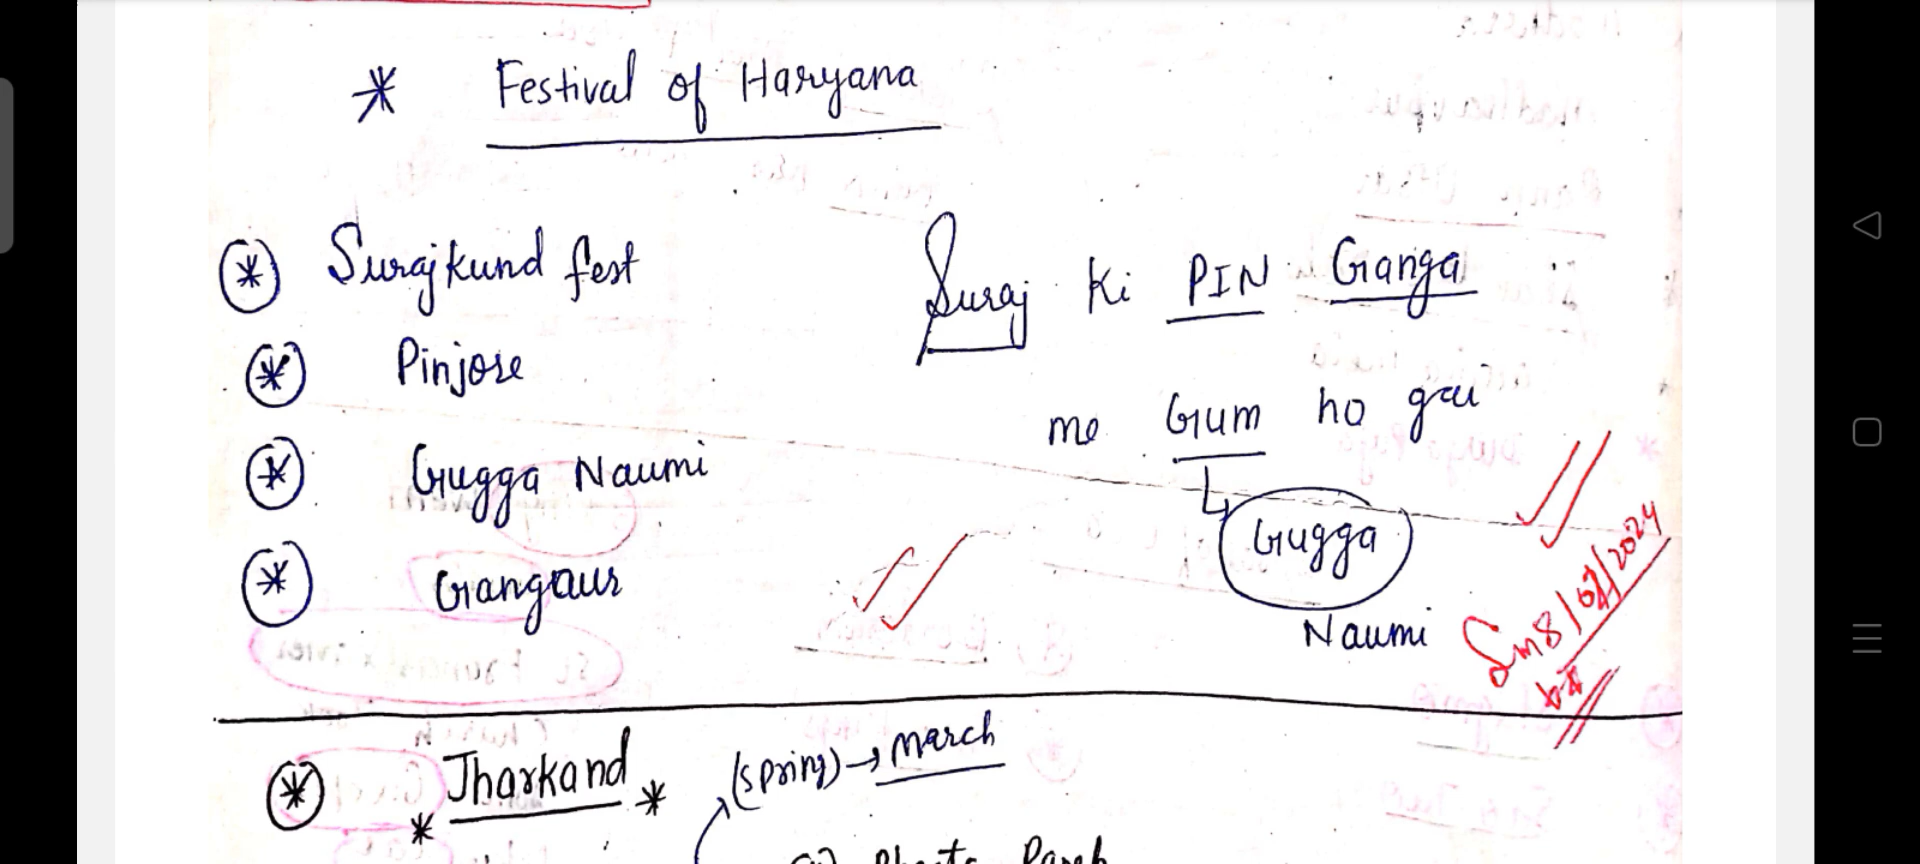 * Festival of Haryana
* Surajkund fest
* Pinjore
* Gugga Naumi
* Gangaur
Suraj Ki PIN Ganga
me Gum ho gai
Gugga
Naumi
* Jharkand *
*
(spring) → march